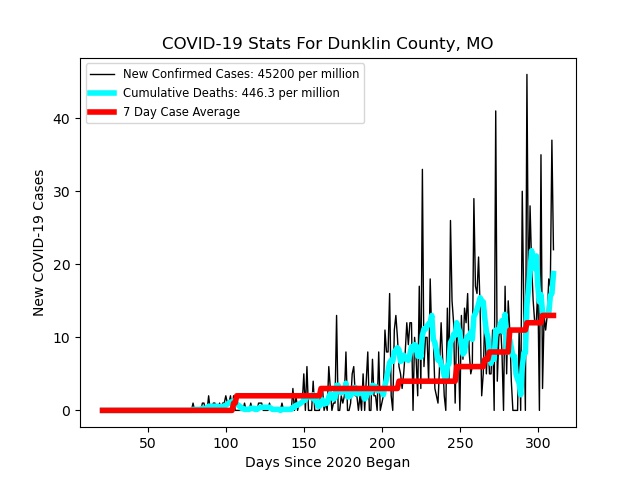 COVID-19 Stats For Dunklin County, MO
New Confirmed Cases: 45200 per million
Cumulative Deaths: 446.3 per million
7 Day Case Average
New COVID-19 Cases
40
30
20
10
0
50 100 150 200 250 300
Days Since 2020 Began